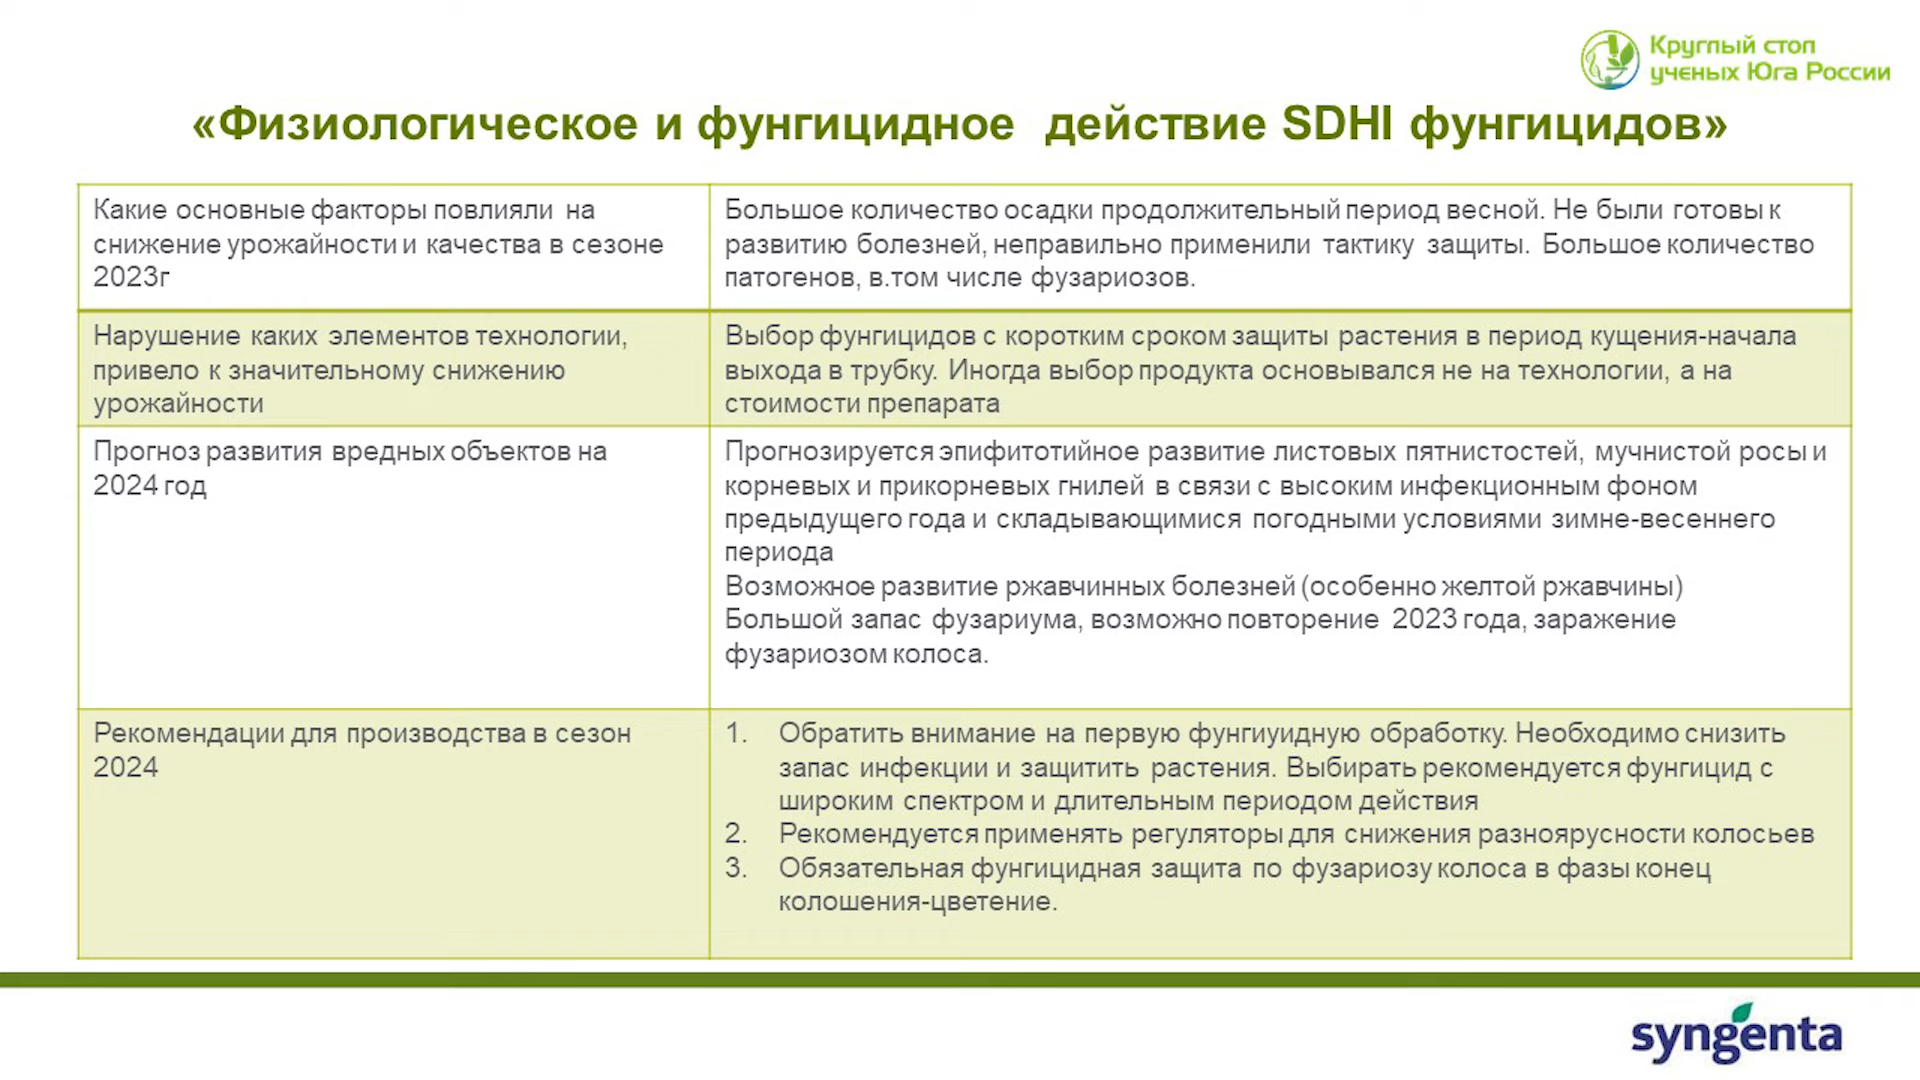 Круглый стол
ученых Юга России
«Физиологическое и фунгицидное действие SDHI фунгицидов»
Какие основные факторы повлияли на
снижение урожайности и качества в сезоне
2023г
Большое количество осадки продолжительный период весной. Не были готовы к
развитию болезней, неправильно применили тактику защиты. Большое количество
патогенов, в.том числе фузариозов.
Нарушение каких элементов технологии,
привело к значительному снижению
урожайности
Выбор фунгицидов с коротким сроком защиты растения в период кущения-начала
выхода в трубку. Иногда выбор продукта основывался не на технологии, а на
стоимости препарата
Прогноз развития вредных объектов на
2024 год
Прогнозируется эпифитотийное развитие листовых пятнистостей, мучнистой росы и
корневых и прикорневых гнилей в связи с высоким инфекционным фоном
предыдущего года и складывающимися погодными условиями зимне-весеннего
периода
Возможное развитие ржавчинных болезней (особенно желтой ржавчины)
Большой запас фузариума, возможно повторение 2023 года, заражение
фузариозом колоса.
Рекомендации для производства в сезон
2024
1. Обратить внимание на первую фунгиуидную обработку. Необходимо снизить
запас инфекции и защитить растения. Выбирать рекомендуется фунгицид с
широким спектром и длительным периодом действия
2. Рекомендуется применять регуляторы для снижения разноярусности колосьев
3. Обязательная фунгицидная защита по фузариозу колоса в фазы конец
колошения-цветение.
syngenta